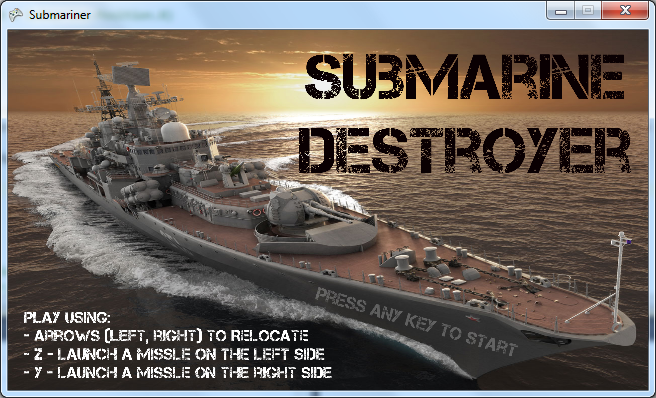 Submariner
SUBMARINE
DESTROYER
PRESS ANY KEY TO START
PLAY USING:
- ARROWS (LEFT, RIGHT) TO RELOCATE
- Z - LAUNCH A MISSLE ON THE LEFT SIDE
- Y - LAUNCH A MISSLE ON THE RIGHT SIDE